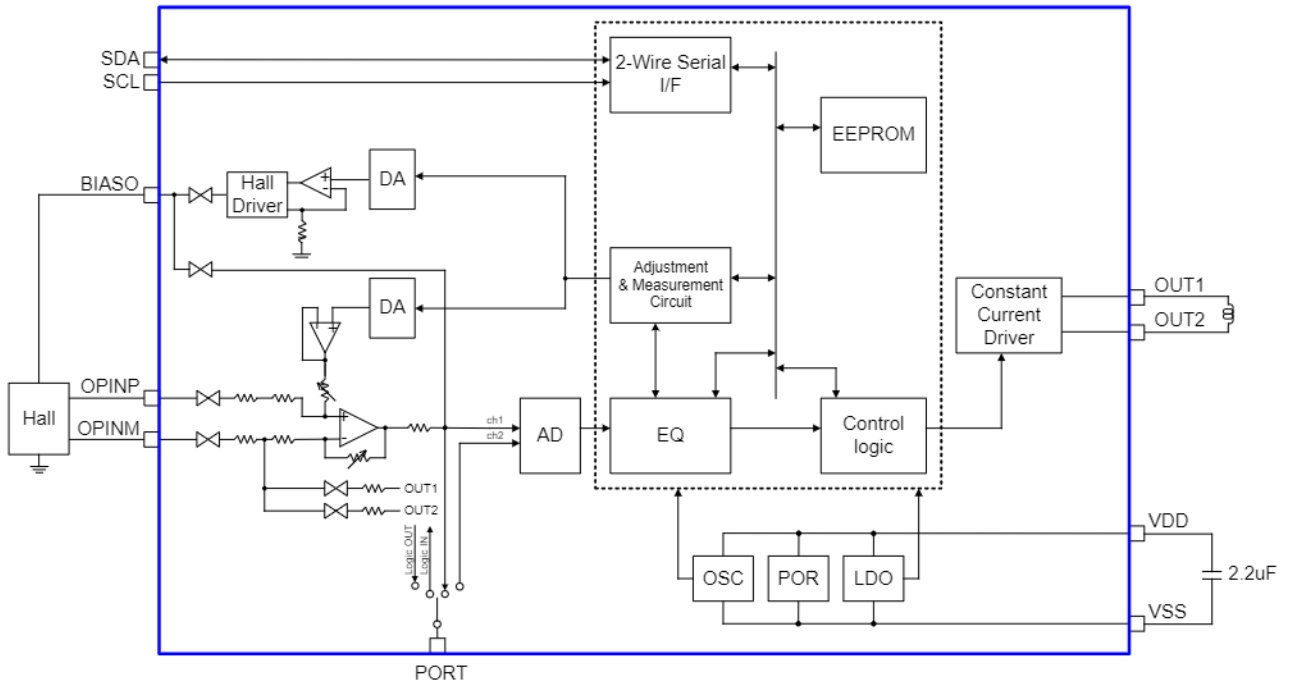 SDA
SCL
2-Wire Serial
I/F
EEPROM
BIASO
Hall
Driver
+
-
DA
Adjustment
& Measurement
Circuit
DA
+
-
Constant
Current
Driver
OUT1
OUT2
Hall
OPINP
OPINM
+
-
ch1
ch2
AD
EQ
Control
logic
OUT1
OUT2
Logic OUT
Logic IN
OSC
POR
LDO
VDD
2.2uF
VSS
PORT